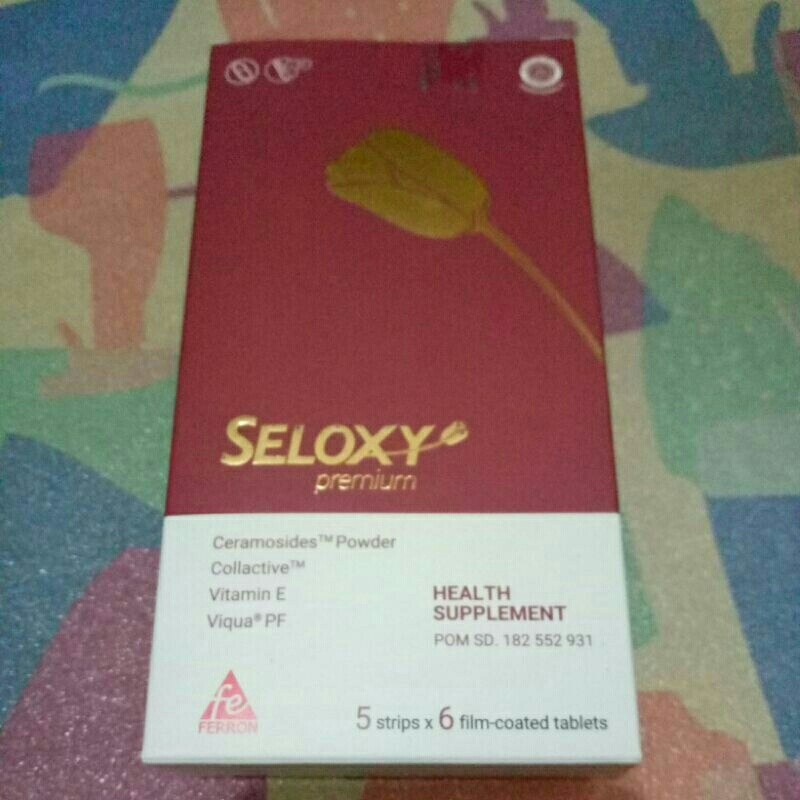 SELOXY
premium
Ceramosides™ Powder
Collactive™
Vitamin E
Viqua® PF
HEALTH
SUPPLEMENT
POM SD. 182 552 931
fe
FERRON
5 strips x 6 film-coated tablets